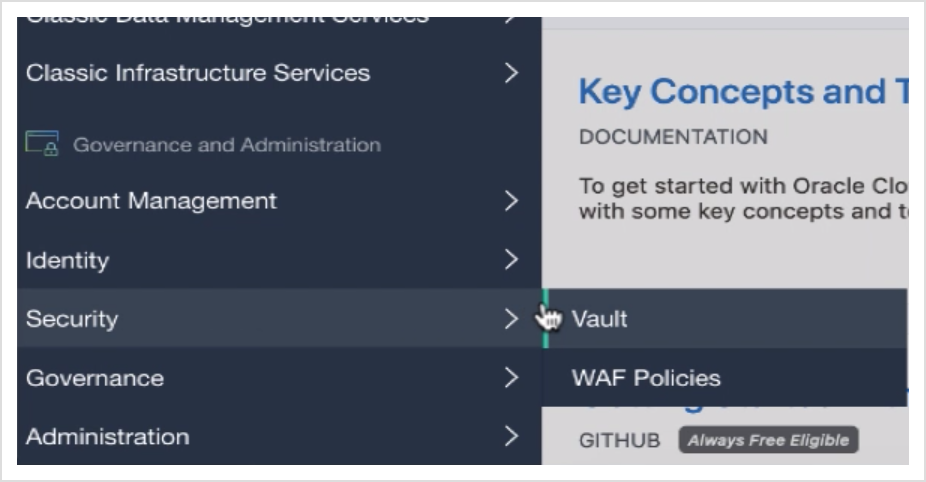 Classic Data Management Services
Classic Infrastructure Services
Governance and Administration
Account Management
Identity
Security
Governance
Administration
Key Concepts and T
DOCUMENTATION
To get started with Oracle Clo
with some key concepts and t
Vault
WAF Policies
GITHUB Always Free Eligible